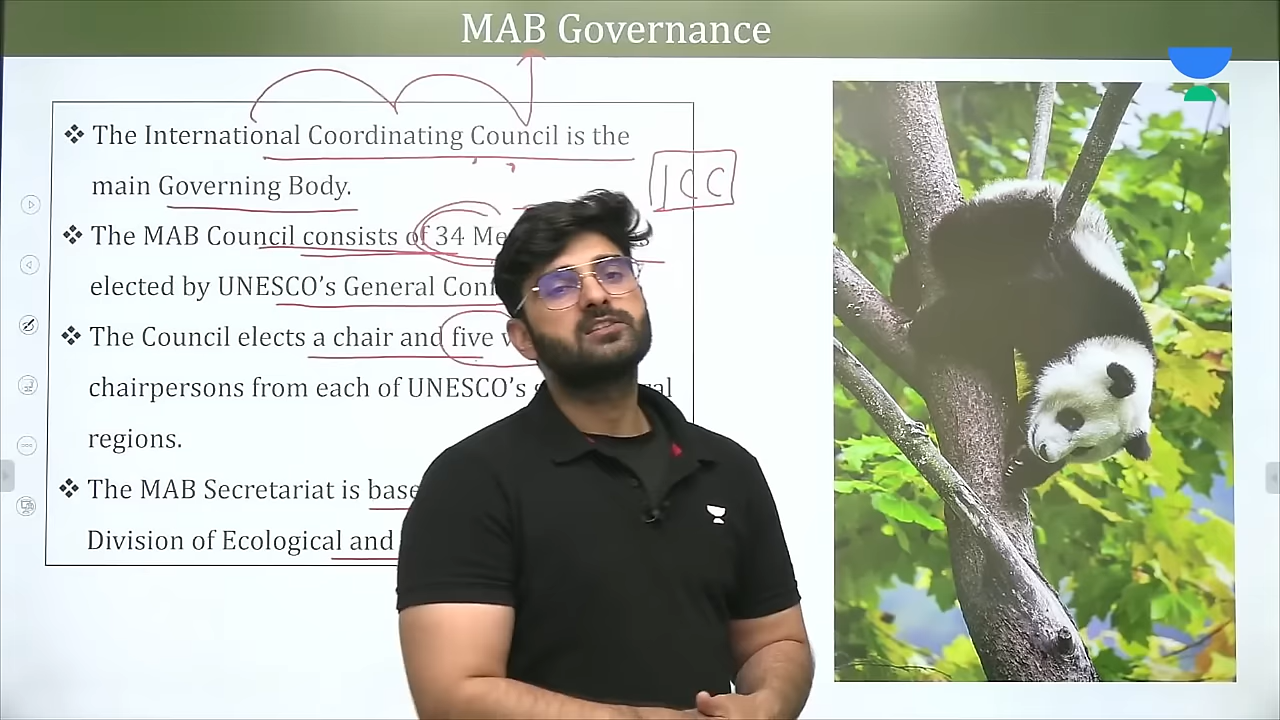 MAB Governance
❖ The International Coordinating Council is the
main Governing Body.
ICC
❖ The MAB Council consists of 34 Me
elected by UNESCO's General Con
❖ The Council elects a chair and five v
chairpersons from each of UNESCO's s al
regions.
❖ The MAB Secretariat is base
Division of Ecological and